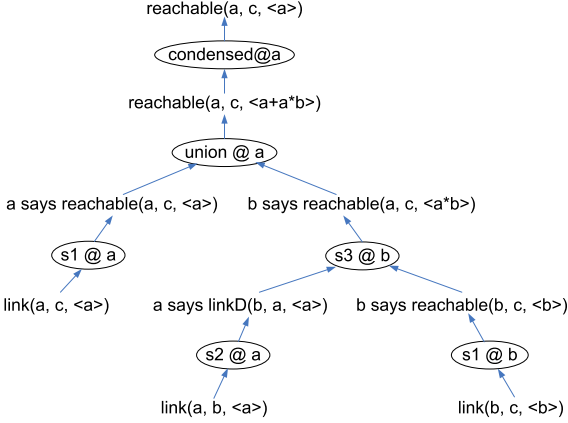 reachable(a, c, <a>)
condensed@a
reachable(a, c, <a+a*b>)
union @ a
a says reachable(a, c, <a>)
b says reachable(a, c, <a*b>)
s1 @ a
s3 @ b
link(a, c, <a>)
a says linkD(b, a, <a>)
b says reachable(b, c, <b>)
s2 @ a
s1 @ b
link(a, b, <a>)
link(b, c, <b>)